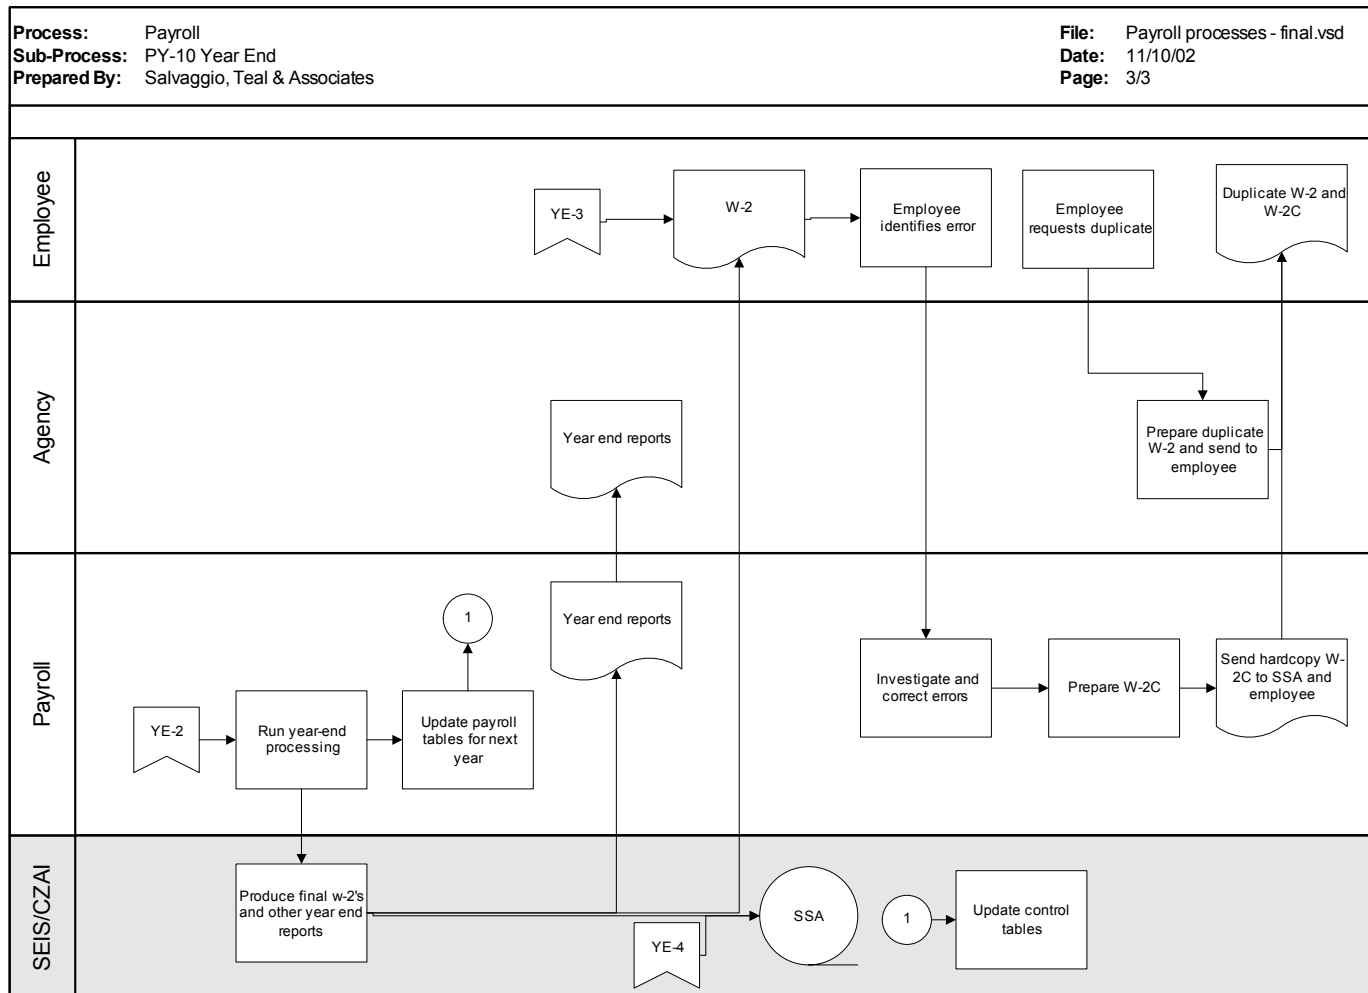 Process: Payroll
Sub-Process: PY-10 Year End
Prepared By: Salvaggio, Teal & Associates
File: Payroll processes - final.vsd
Date: 11/10/02
Page: 3/3
Employee
YE-3
W-2
Employee
identifies error
Employee
requests duplicate
Duplicate W-2 and
W-2C
Agency
Year end reports
Prepare duplicate
W-2 and send to
employee
Payroll
YE-2
Run year-end
processing
1
Update payroll
tables for next
year
Year end reports
Investigate and
correct errors
Prepare W-2C
Send hardcopy W-
2C to SSA and
employee
SEIS/CZAI
Produce final w-2's
and other year end
reports
YE-4
SSA
1
Update control
tables